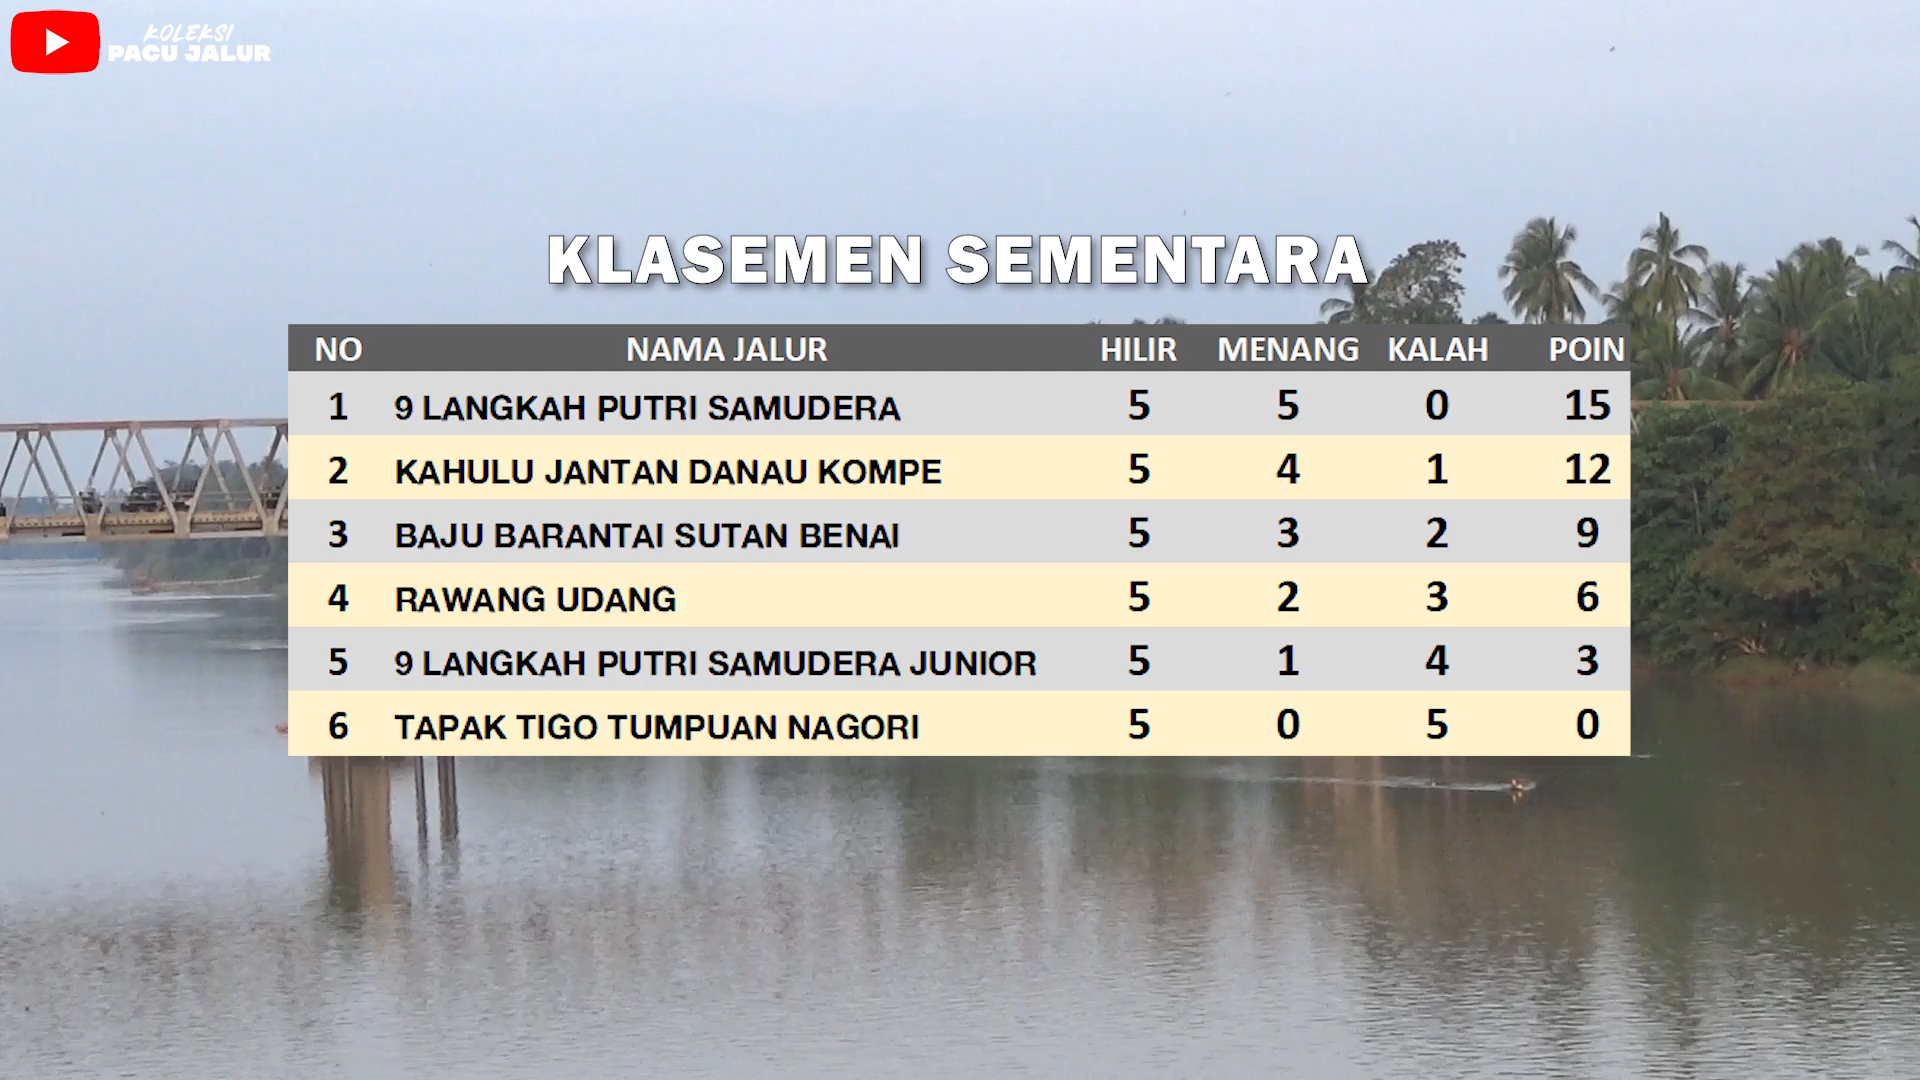 KOLEKSI
PACU JALUR
KLASEMEN SEMENTARA
NO NAMA JALUR HILIR MENANG KALAH POIN
1 9 LANGKAH PUTRI SAMUDERA 5 5 0 15
2 KAHULU JANTAN DANAU KOMPE 5 4 1 12
3 BAJU BARANTAI SUTAN BENAI 5 3 2 9
4 RAWANG UDANG 5 2 3 6
5 9 LANGKAH PUTRI SAMUDERA JUNIOR 5 1 4 3
6 TAPAK TIGO TUMPUAN NAGORI 5 0 5 0